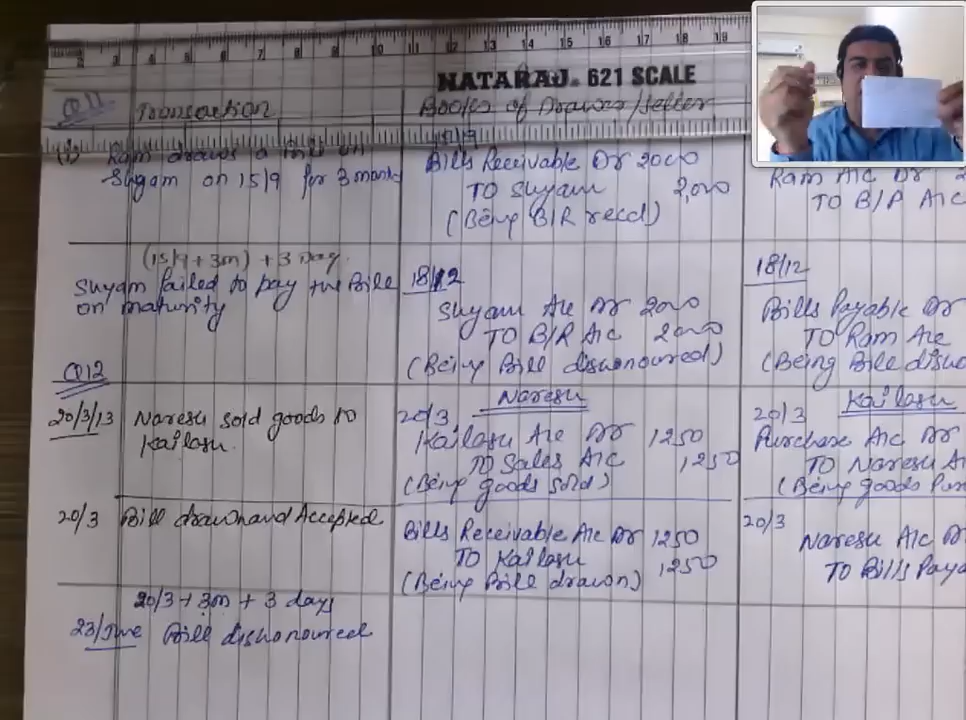 NATARAJ. 621 SCALE
Q11 Transaction Books of Drawer/seller
15/9
(1) Ram draws a Bill on Bills Receivable Dr 2000
Shyam on 15/9 for 3 months TO Shyam 2,000
(Being B/R recd)
Ram A/c Dr 2
TO B/P A/c
(15/9 + 3m) + 3 Day
Shyam failed to pay the Bill
on maturity
18/12
Shyam A/c Dr 2000
TO B/R A/c 2000
(Being Bill dishonoured)
18/12
Bills Payable Dr
TO Ram A/c
(Being Bill disho
Q12
20/3/13 Naresh sold goods to
Kailash.
20/3 Naresh
Kailash A/c Dr 1250
TO Sales A/c 1250
(Being goods sold)
20/3 Kailash
Purchase A/c Dr
TO Naresh A/
(Being goods Pur
20/3 Bill drawn and Accepted
Bills Receivable A/c Dr 1250
TO Kailash 1250
(Being Bill drawn)
20/3
Naresh A/c D
TO Bills Paya
20/3 + 3m + 3 days
23/June Bill dishonoured